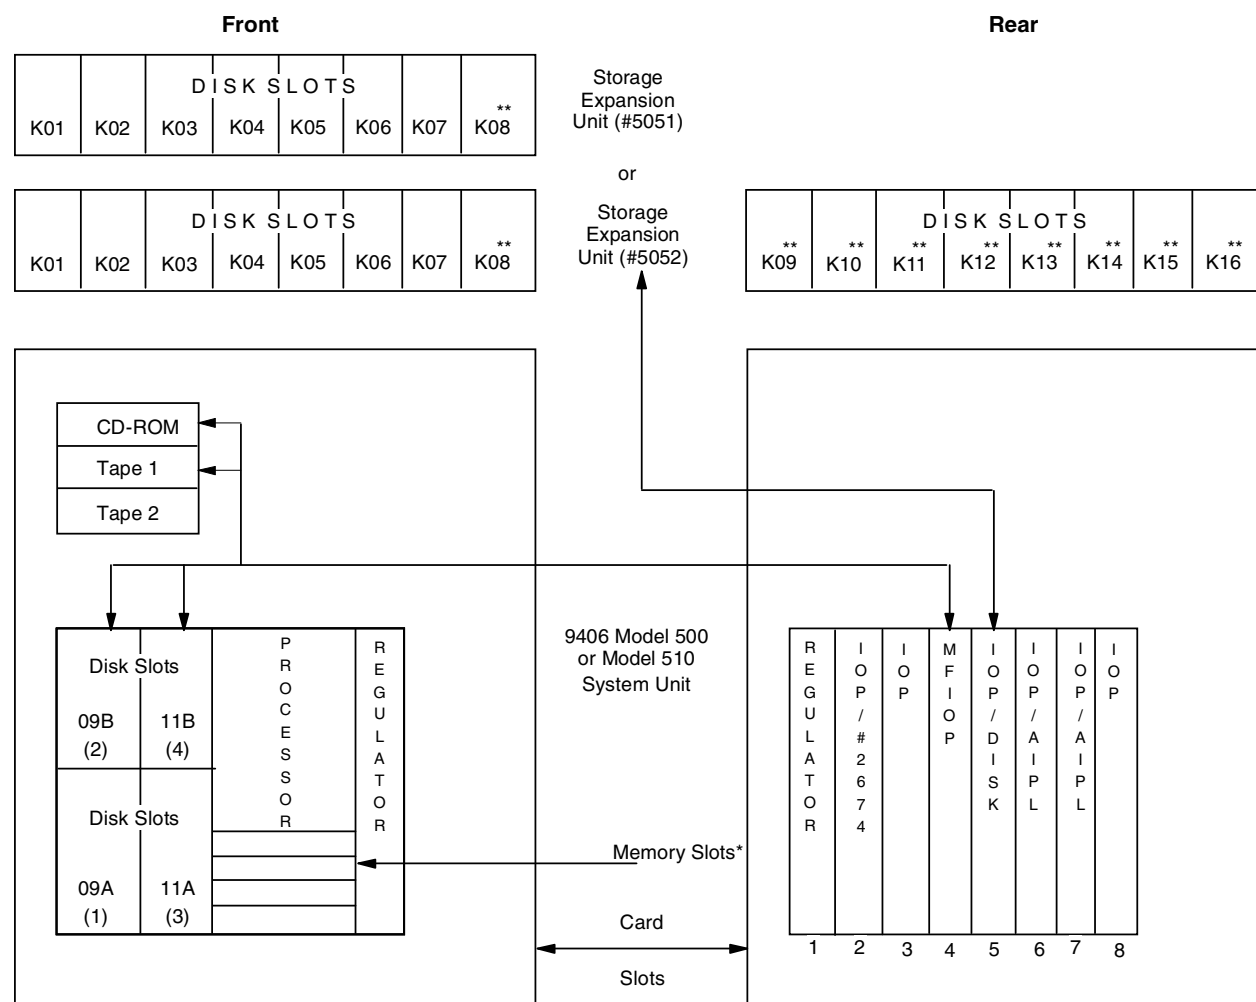 Front
Rear
DISK SLOTS
**
K01 K02 K03 K04 K05 K06 K07 K08
Storage
Expansion
Unit (#5051)
or
DISK SLOTS
**
K01 K02 K03 K04 K05 K06 K07 K08
Storage
Expansion
Unit (#5052)
DISK SLOTS
** ** ** ** ** ** ** **
K09 K10 K11 K12 K13 K14 K15 K16
CD-ROM
Tape 1
Tape 2
Disk Slots
09B 11B
(2) (4)
Disk Slots
09A 11A
(1) (3)
PROCESSOR
REGULATOR
9406 Model 500
or Model 510
System Unit
Memory Slots*
Card
Slots
REGULATOR
IOP/#2674
IOP
MFIOP
IOP/DISK
IOP/AIPL
IOP/AIPL
IOP
1 2 3 4 5 6 7 8